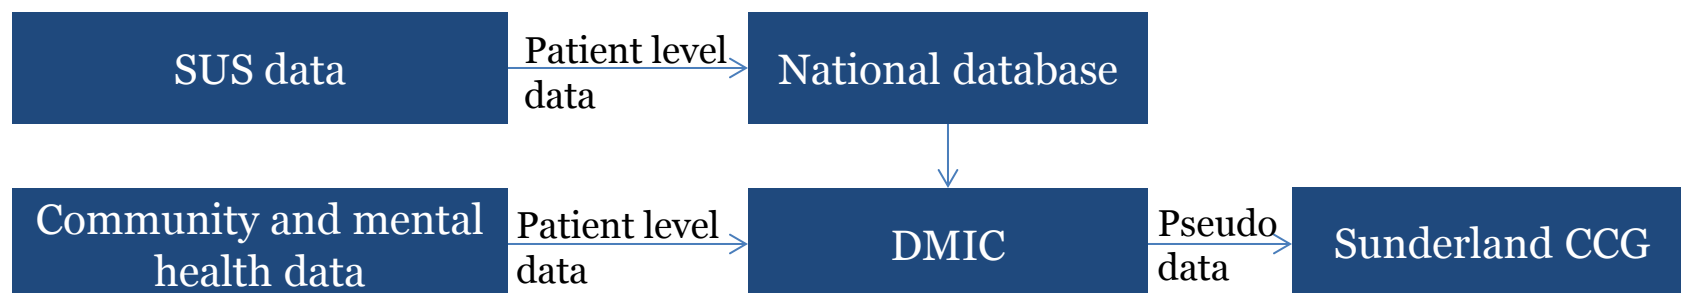 SUS data
Patient level
data
National database
Community and mental
health data
Patient level
data
DMIC
Pseudo
data
Sunderland CCG